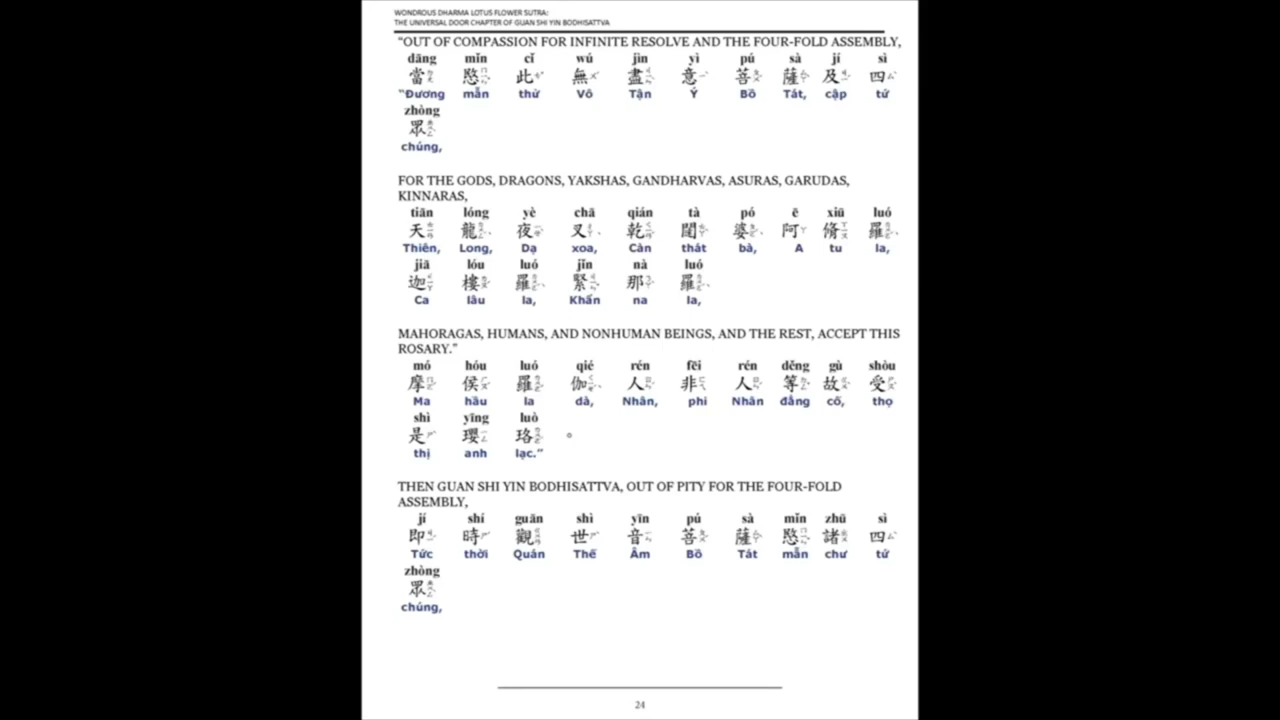 WONDROUS DHARMA LOTUS FLOWER SUTRA:
THE UNIVERSAL DOOR CHAPTER OF GUAN SHI YIN BODHISATTVA
“OUT OF COMPASSION FOR INFINITE RESOLVE AND THE FOUR-FOLD ASSEMBLY,
dāng mǐn cǐ wú jìn yì pú sà jí sì
當 愍 此 無 盡 意 菩 薩 及 四
“Đương mẫn thử Vô Tận Ý Bồ Tát, cập tứ
zhòng
眾
chúng,
FOR THE GODS, DRAGONS, YAKSHAS, GANDHARVAS, ASURAS, GARUDAS,
KINNARAS,
tiān lóng yè chā qián tà pó ē xiū luó
天 龍 夜 叉 乾 闥 婆 阿 脩 羅
Thiên, Long, Dạ xoa, Càn thát bà, A tu la,
jiā lóu luó jǐn nà luó
迦 樓 羅 緊 那 羅
Ca lâu la, Khẩn na la,
MAHORAGAS, HUMANS, AND NONHUMAN BEINGS, AND THE REST, ACCEPT THIS
ROSARY.”
mó hóu luó qié rén fēi rén děng gù shòu
摩 侯 羅 伽 人 非 人 等 故 受
Ma hầu la dà, Nhân, phi Nhân đẳng cố, thọ
shì yīng luò
是 瓔 珞 。
thị anh lạc.”
THEN GUAN SHI YIN BODHISATTVA, OUT OF PITY FOR THE FOUR-FOLD
ASSEMBLY,
jí shí guān shì yīn pú sà mǐn zhū sì
即 時 觀 世 音 菩 薩 愍 諸 四
Tức thời Quán Thế Âm Bồ Tát mẫn chư tứ
zhòng
眾
chúng,
24